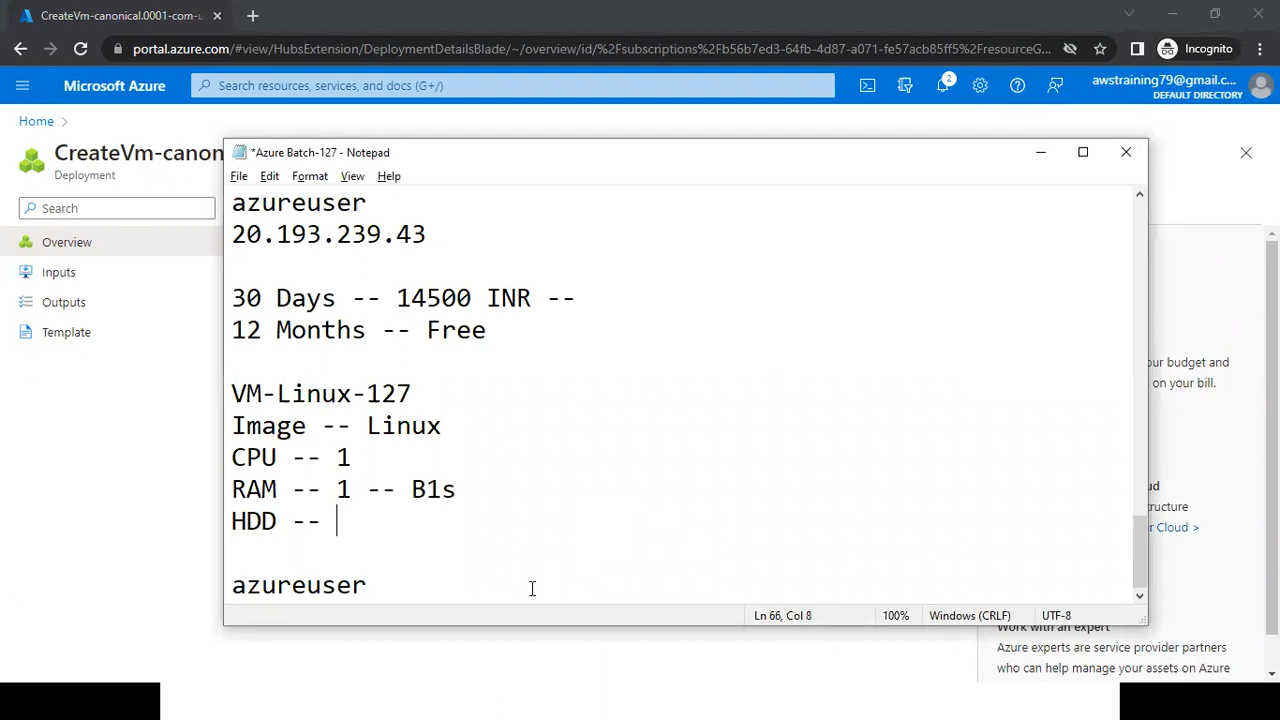 CreateVm-canonical.0001-com-u
portal.azure.com/#view/HubsExtension/DeploymentDetailsBlade/~/overview/id/%2Fsubscriptions%2Fb56b7ed3-64fb-4d87-a071-fe57acb85ff5%2FresourceG...
Incognito
Microsoft Azure
Search resources, services, and docs (G+/)
2
awstraining79@gmail.c...
DEFAULT DIRECTORY
Home >
CreateVm-canon
Deployment
Search
Overview
Inputs
Outputs
Template
*Azure Batch-127 - Notepad
File Edit Format View Help
azureuser
20.193.239.43
30 Days -- 14500 INR --
12 Months -- Free
VM-Linux-127
Image -- Linux
CPU -- 1
RAM -- 1 -- B1s
HDD --
azureuser
Ln 66, Col 8 100% Windows (CRLF) UTF-8
our budget and
on your bill.
ud
structure
r Cloud >
Work with an expert
Azure experts are service provider partners
who can help manage your assets on Azure